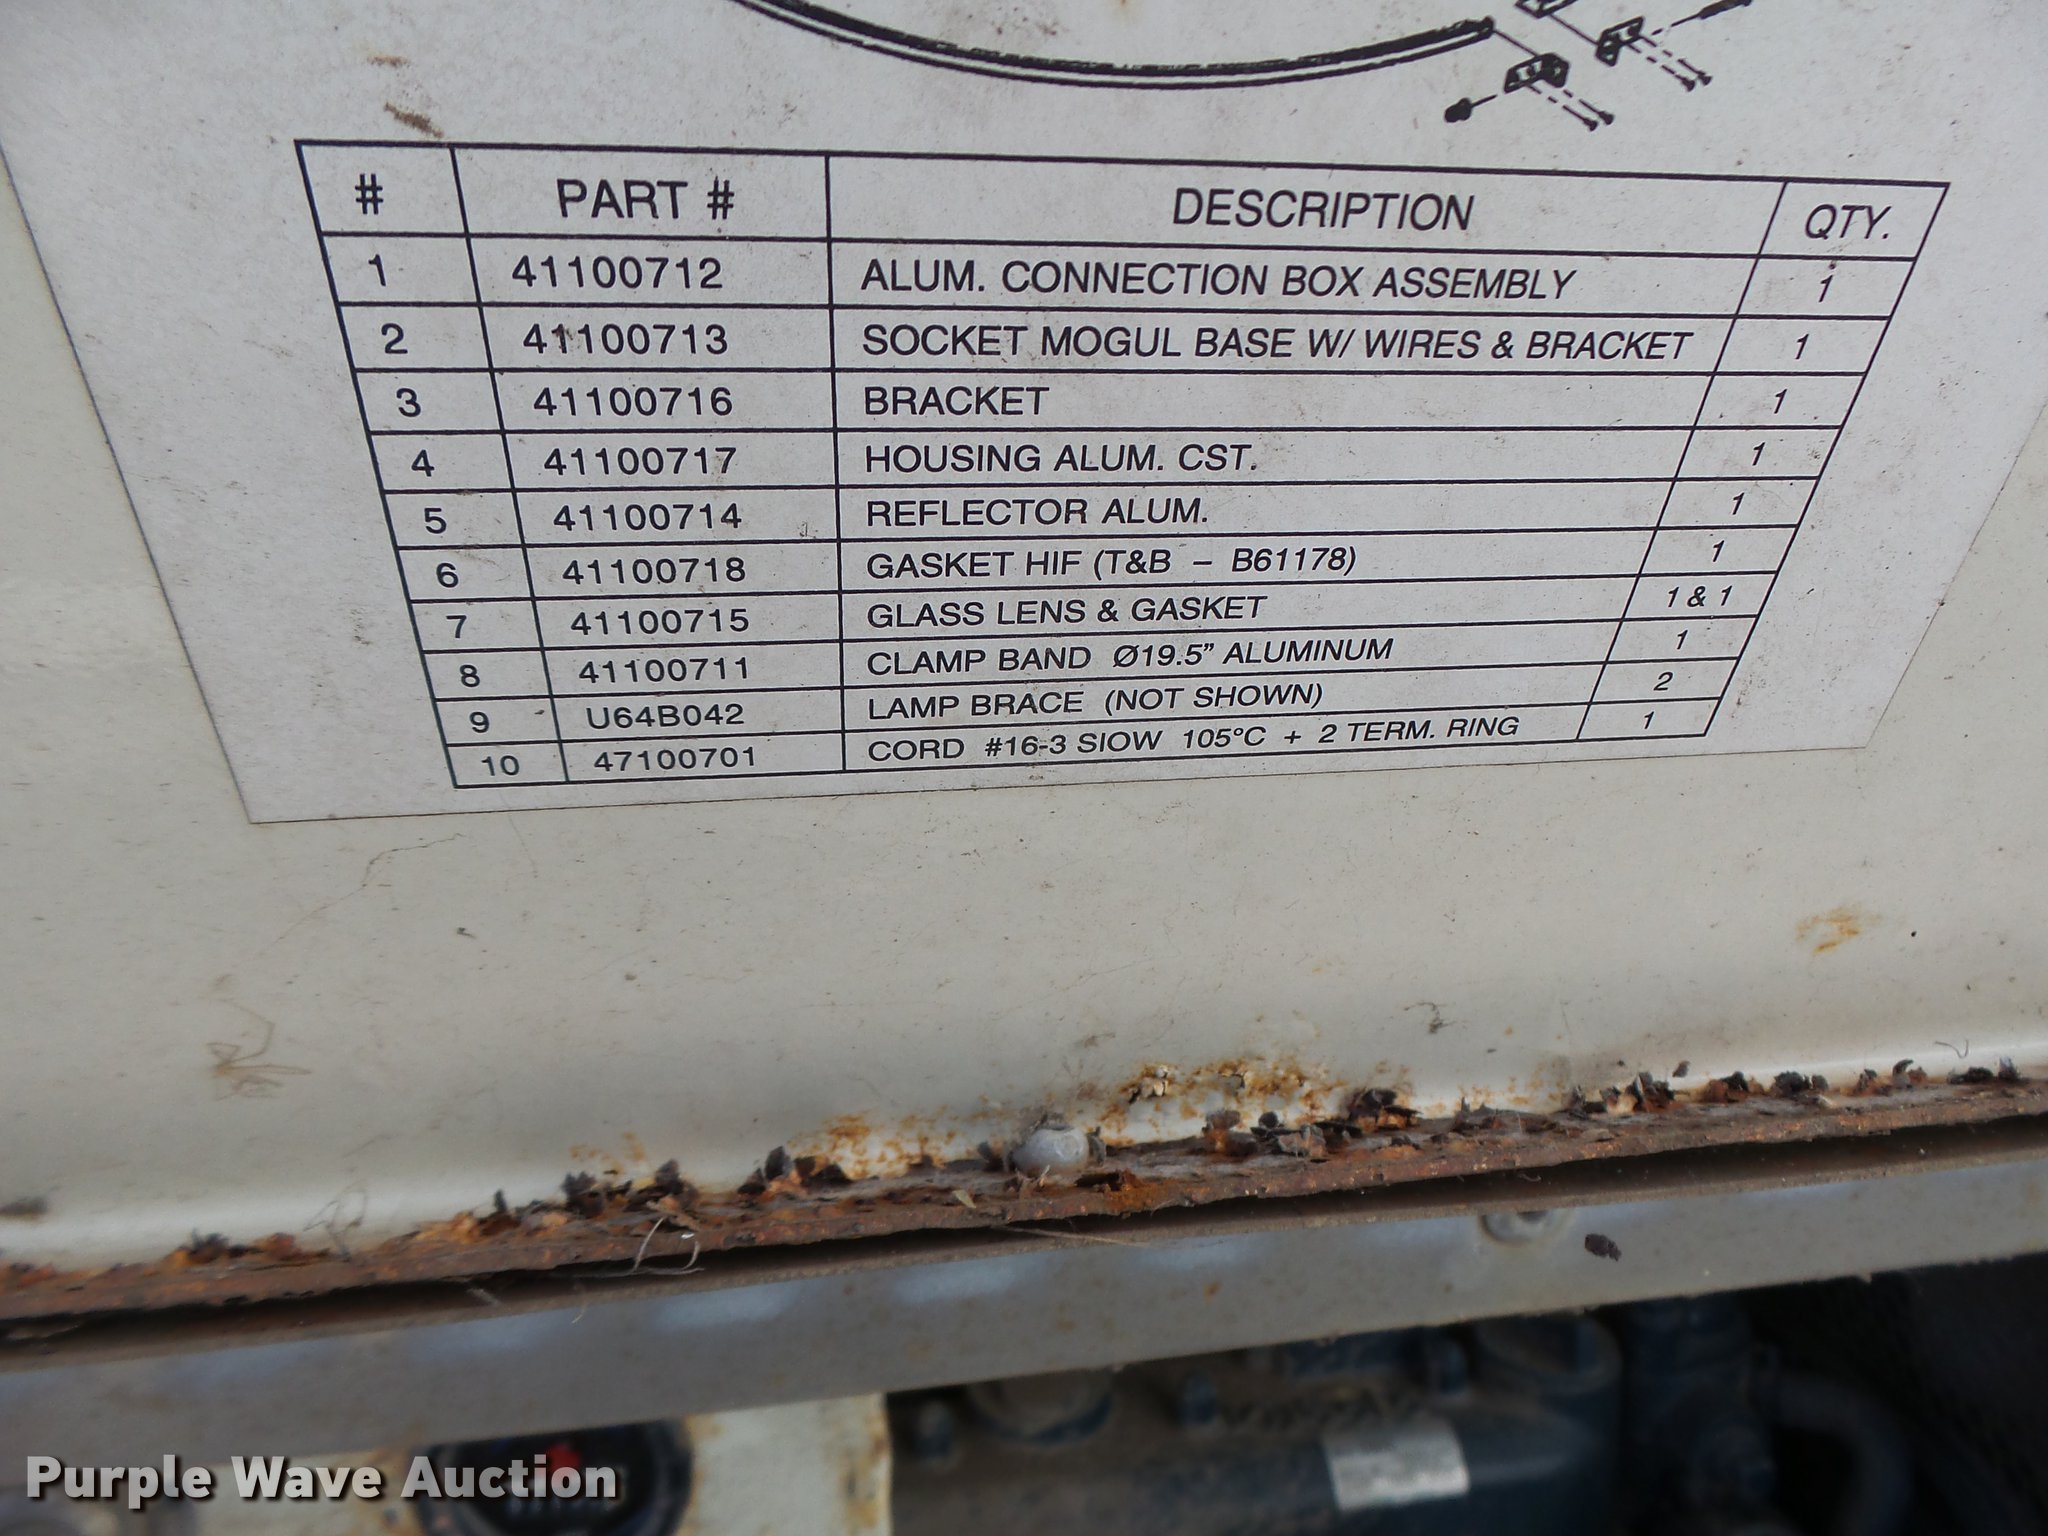 # PART # DESCRIPTION QTY.
1 41100712 ALUM. CONNECTION BOX ASSEMBLY 1
2 41100713 SOCKET MOGUL BASE W/ WIRES & BRACKET 1
3 41100716 BRACKET 1
4 41100717 HOUSING ALUM. CST. 1
5 41100714 REFLECTOR ALUM. 1
6 41100718 GASKET HIF (T&B – B61178) 1
7 41100715 GLASS LENS & GASKET 1 & 1
8 41100711 CLAMP BAND Ø19.5” ALUMINUM 1
9 U64B042 LAMP BRACE (NOT SHOWN) 2
10 47100701 CORD #16-3 SIOW 105°C + 2 TERM. RING 1
Purple Wave Auction